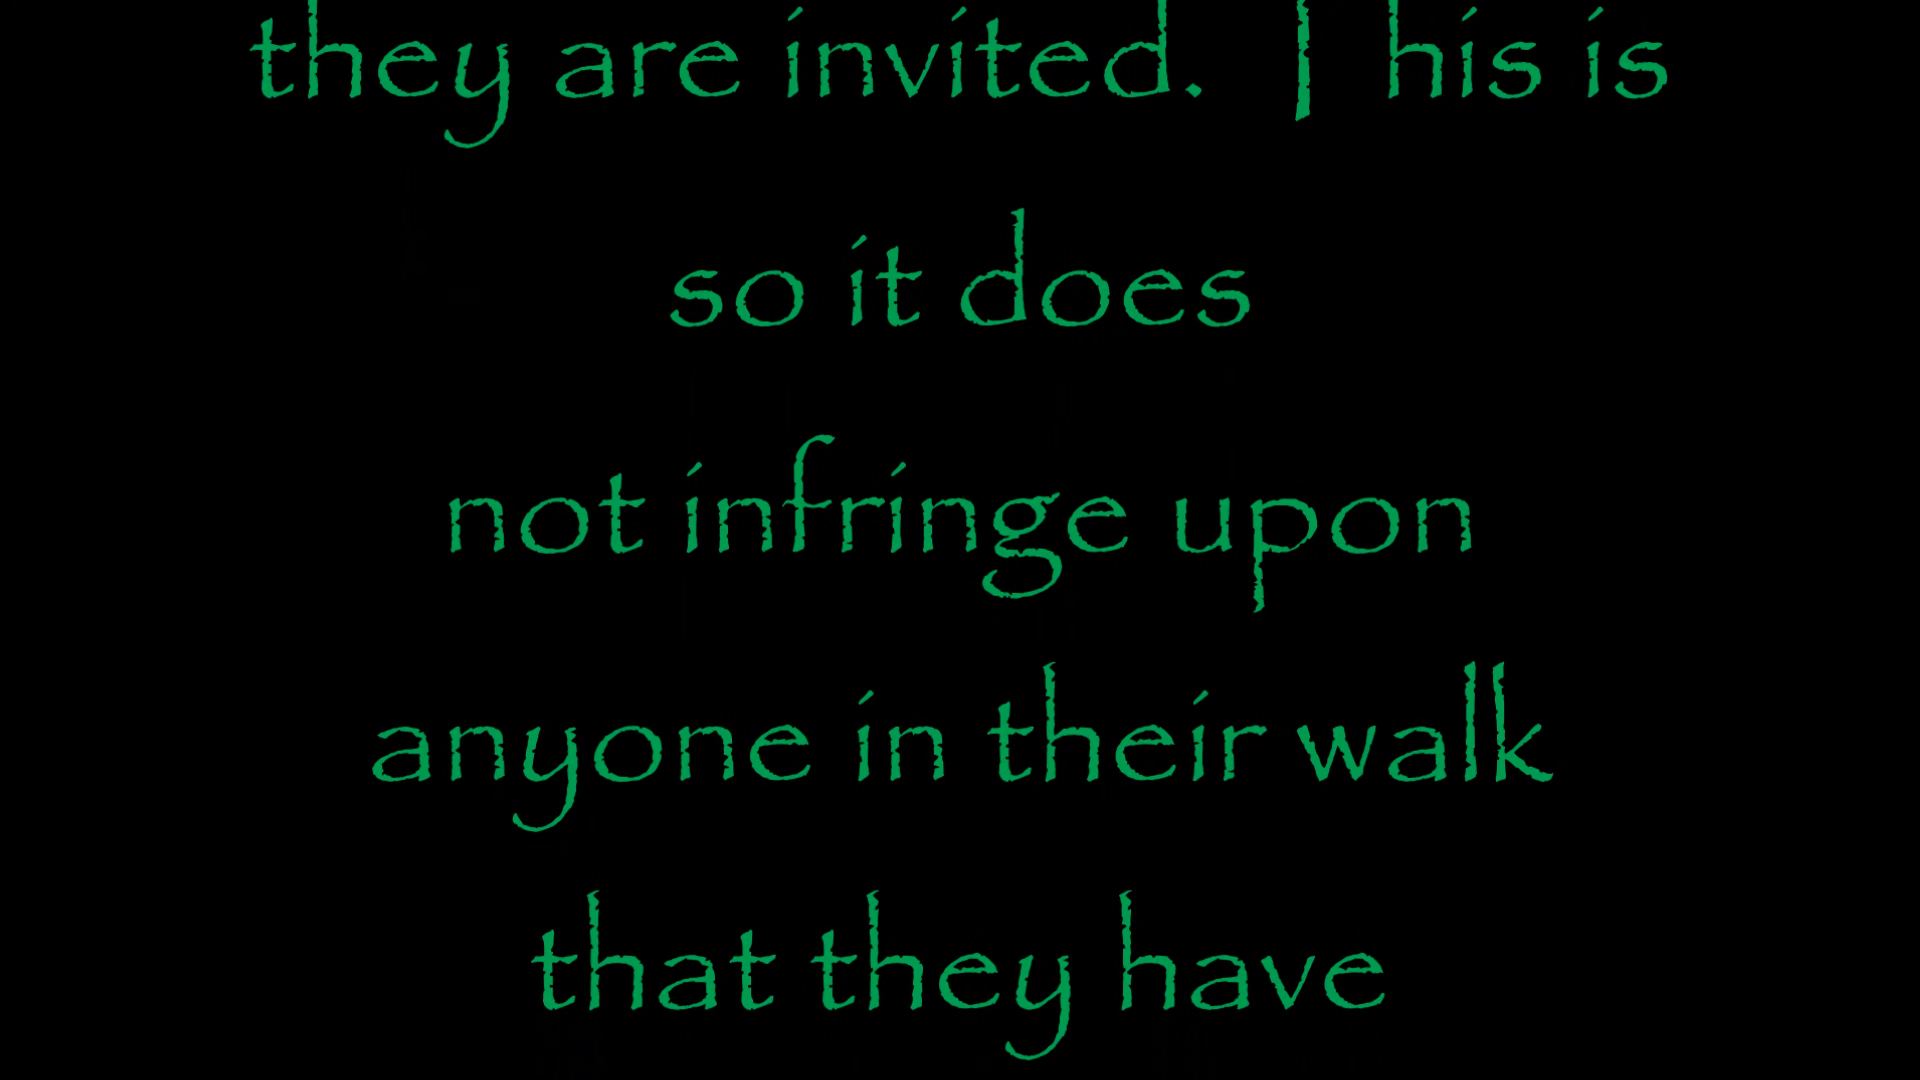 they are invited. This is
so it does
not infringe upon
anyone in their walk
that they have